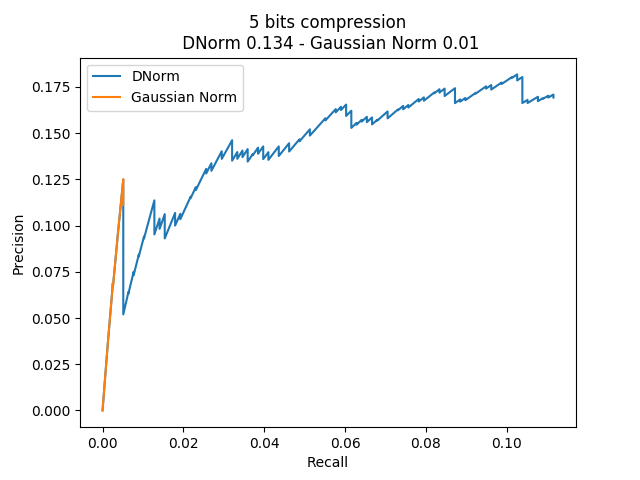 5 bits compression
DNorm 0.134 - Gaussian Norm 0.01
DNorm
Gaussian Norm
0.175
0.150
0.125
0.100
0.075
0.050
0.025
0.000
Precision
0.00 0.02 0.04 0.06 0.08 0.10
Recall